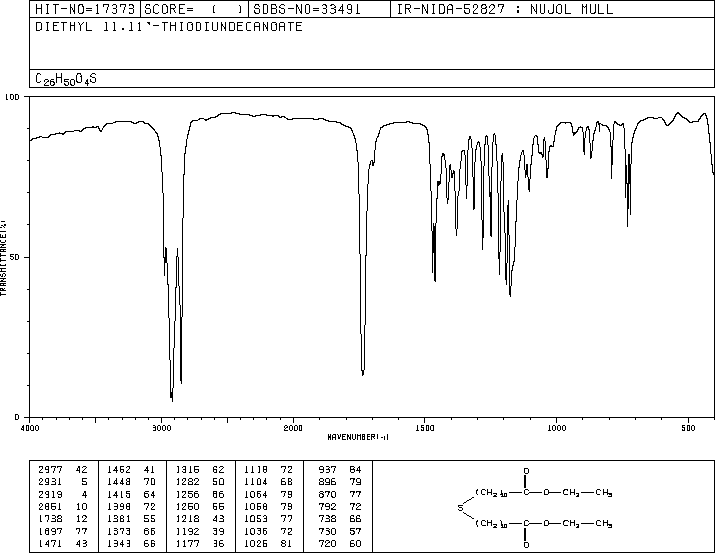 HIT-NO=17373 SCORE= ( ) SDBS-NO=33491 IR-NIDA-52827 : NUJOL MULL
DIETHYL 11.11'-THIODIUNDECANOATE
C26H50O4S
100
50
0
TRANSMITTANCE(%)
4000 3000 2000 1500 1000 500
WAVENUMBER(-1)
2977 42 1462 41 1316 62 1118 72 937 84
2931 5 1448 70 1282 50 1104 68 896 79
2919 4 1415 64 1256 86 1064 79 870 77
2851 10 1398 72 1250 55 1058 79 792 72
1738 12 1381 55 1218 43 1053 77 738 66
1697 77 1373 66 1192 39 1036 72 730 57
1471 43 1343 66 1177 36 1026 81 720 60
O
(CH2)10 C O CH2 CH3
S
(CH2)10 C O CH2 CH3
O